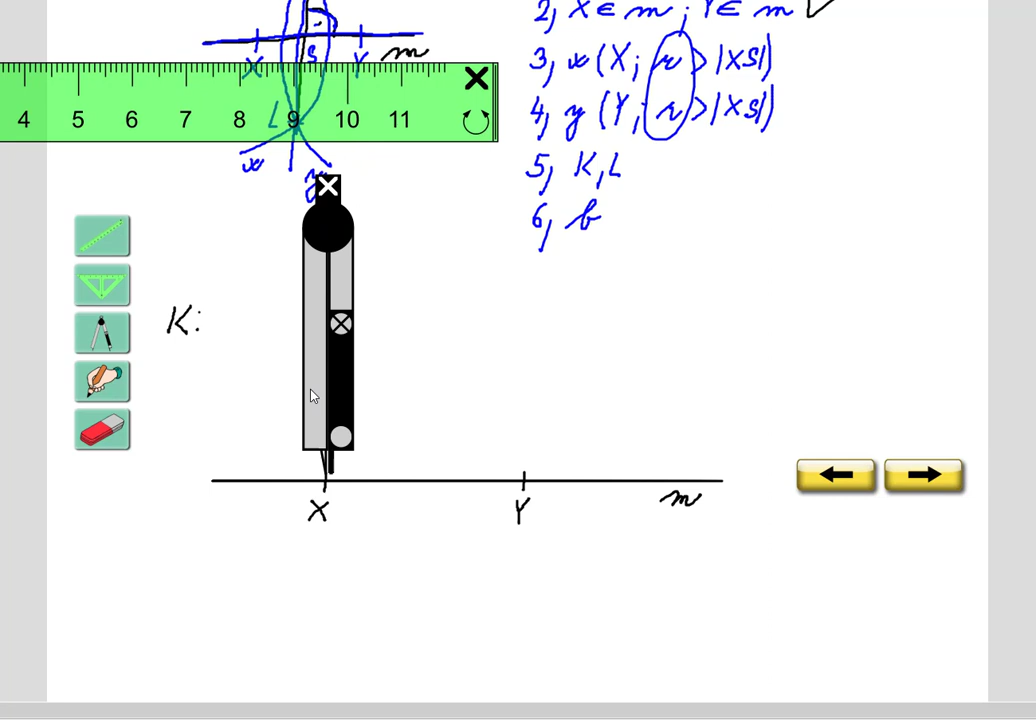 2, X ∈ m ; Y ∈ m
X S Y m
3, x (X; r > |XS|)
4, y (Y; r > |XS|)
4 5 6 7 8 9 10 11
L
x y
5, K, L
6, b
K:
X Y m